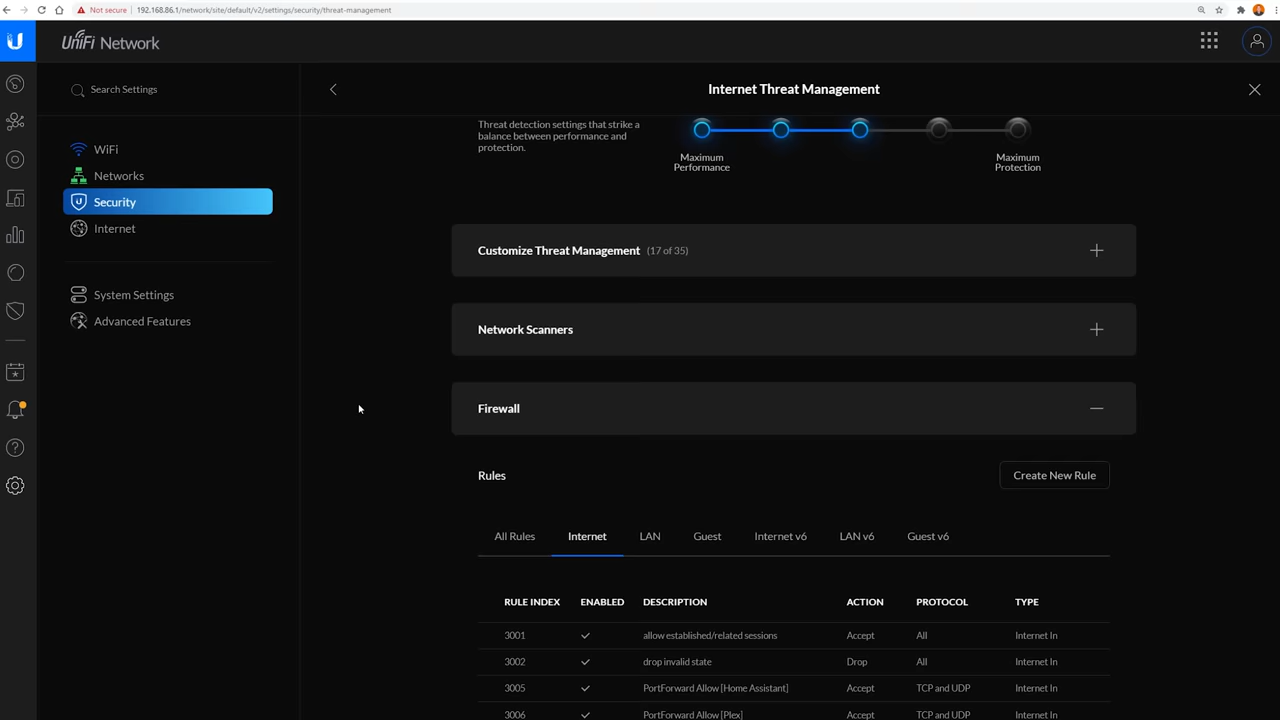 Not secure 192.168.86.1/network/site/default/v2/settings/security/threat-management
UniFi Network
Search Settings
Internet Threat Management
Threat detection settings that strike a
balance between performance and
protection.
Maximum
Performance
Maximum
Protection
WiFi
Networks
Security
Internet
System Settings
Advanced Features
Customize Threat Management (17 of 35)
Network Scanners
Firewall
Rules
Create New Rule
All Rules Internet LAN Guest Internet v6 LAN v6 Guest v6
RULE INDEX ENABLED DESCRIPTION ACTION PROTOCOL TYPE
3001 allow established/related sessions Accept All Internet In
3002 drop invalid state Drop All Internet In
3005 PortForward Allow [Home Assistant] Accept TCP and UDP Internet In
3006 PortForward Allow [Plex] Accept TCP and UDP Internet In